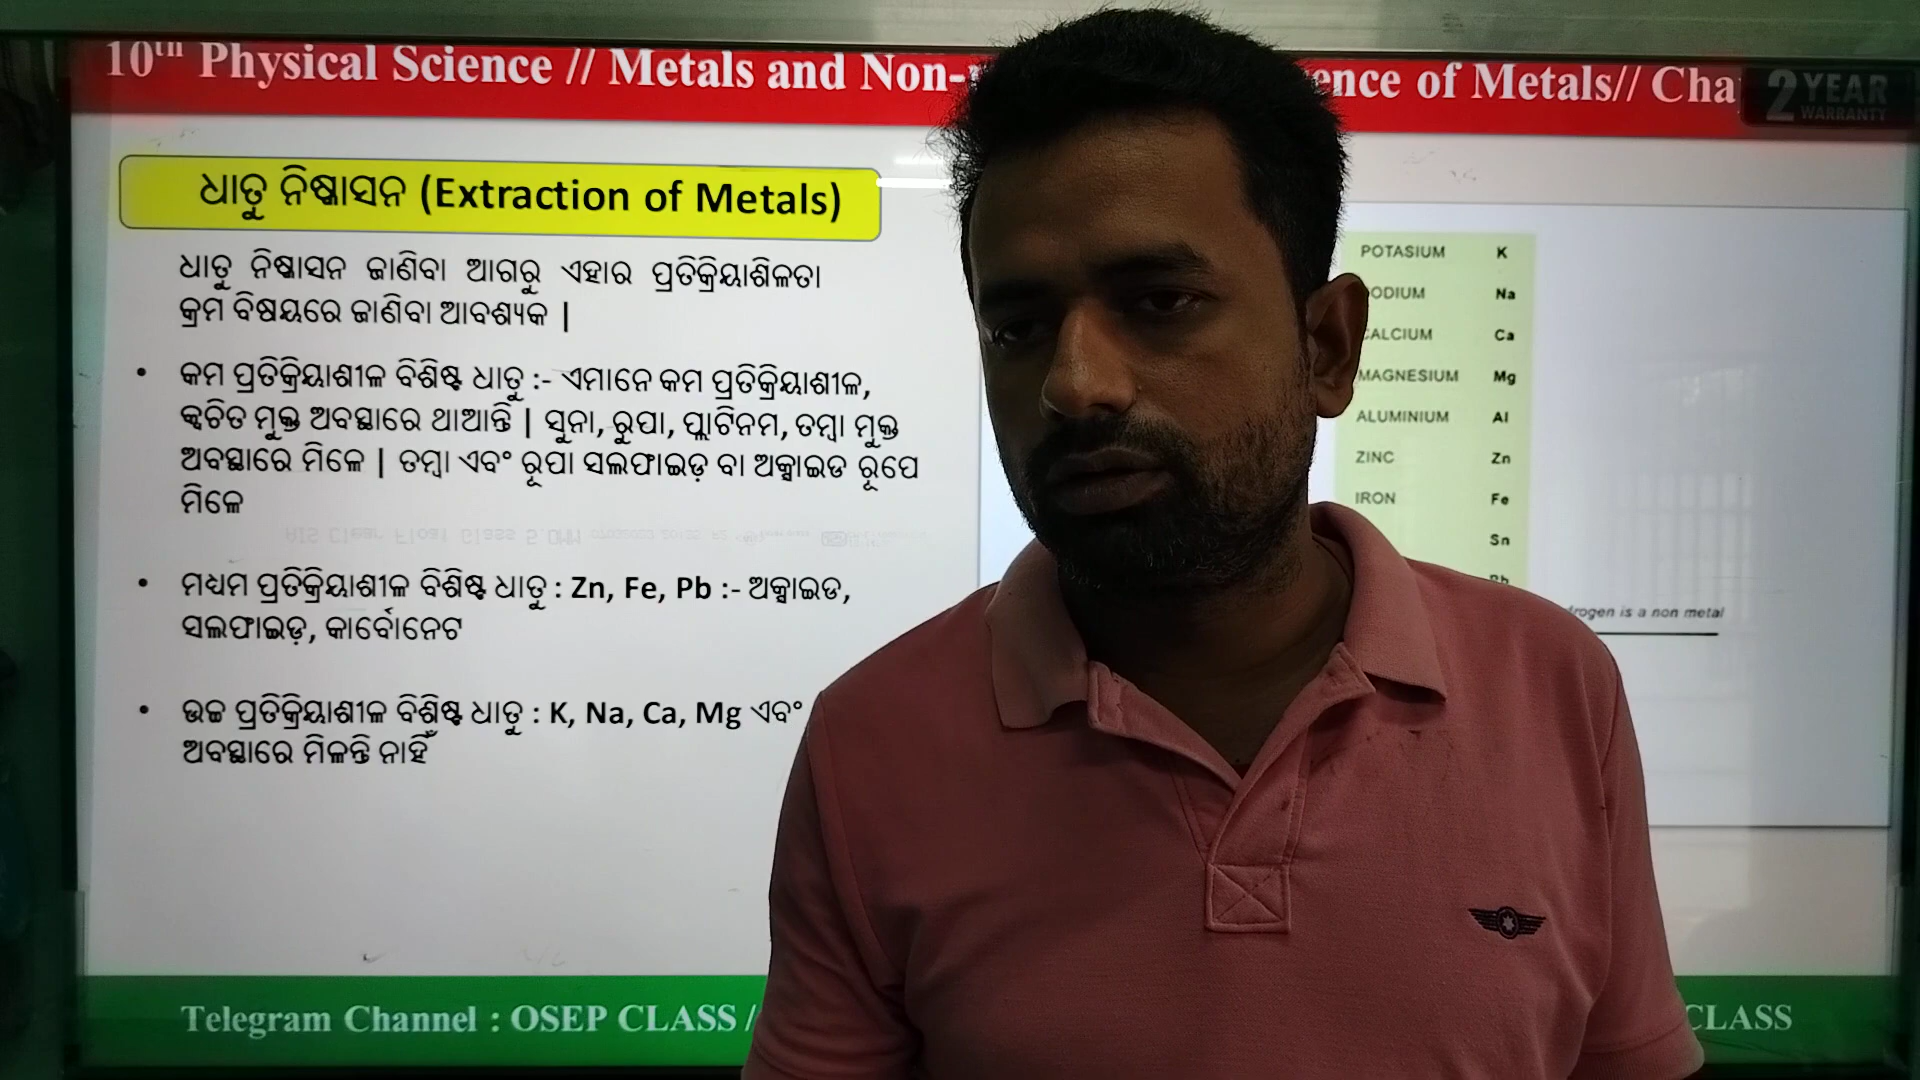 10th Physical Science // Metals and Non- ence of Metals// Cha
2 YEAR
WARRANTY
ଧାତୁ ନିଷ୍କାସନ (Extraction of Metals)
ଧାତୁ ନିଷ୍କାସନ ଜାଣିବା ଆଗରୁ ଏହାର ପ୍ରତିକ୍ରିୟାଶିଳତା
କ୍ରମ ବିଷୟରେ ଜାଣିବା ଆବଶ୍ୟକ |
• କମ ପ୍ରତିକ୍ରିୟାଶୀଳ ବିଶିଷ୍ଟ ଧାତୁ :- ଏମାନେ କମ ପ୍ରତିକ୍ରିୟାଶୀଳ,
କ୍ଵଚିତ ମୁକ୍ତ ଅବସ୍ଥାରେ ଥାଆନ୍ତି | ସୁନା, ରୁପା, ପ୍ଲାଟିନମ, ତମ୍ବା ମୁକ୍ତ
ଅବସ୍ଥାରେ ମିଳେ | ତମ୍ବା ଏବଂ ରୂପା ସଲଫାଇଡ଼ ବା ଅକ୍ସାଇଡ ରୂପେ
ମିଳେ
• ମଧ୍ୟମ ପ୍ରତିକ୍ରିୟାଶୀଳ ବିଶିଷ୍ଟ ଧାତୁ : Zn, Fe, Pb :- ଅକ୍ସାଇଡ,
ସଲଫାଇଡ଼, କାର୍ବୋନେଟ
• ଉଚ୍ଚ ପ୍ରତିକ୍ରିୟାଶୀଳ ବିଶିଷ୍ଟ ଧାତୁ : K, Na, Ca, Mg ଏବଂ
ଅବସ୍ଥାରେ ମିଳନ୍ତି ନାହିଁ
POTASIUM K
ODIUM Na
ALCIUM Ca
MAGNESIUM Mg
ALUMINIUM Al
ZINC Zn
IRON Fe
Sn
Pb
drogen is a non metal
Telegram Channel : OSEP CLASS / CLASS